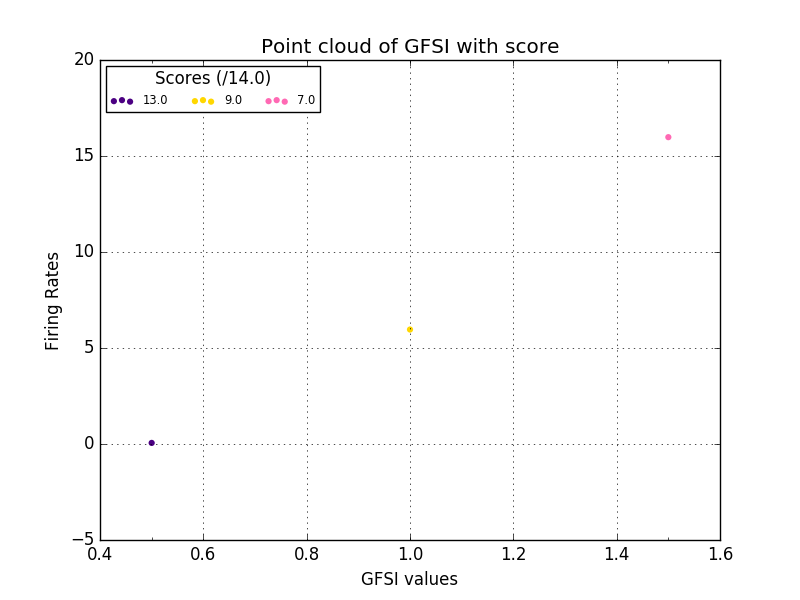 Point cloud of GFSI with score
20
Scores (/14.0)
13.0 9.0 7.0
15
10
Firing Rates
5
0
−5
0.4 0.6 0.8 1.0 1.2 1.4 1.6
GFSI values